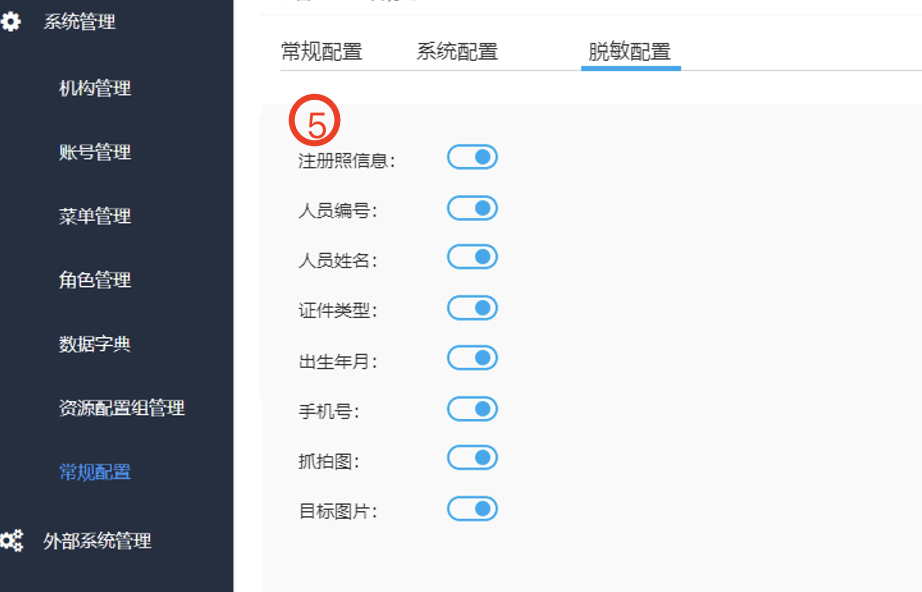 系统管理
机构管理
账号管理
菜单管理
角色管理
数据字典
资源配置组管理
常规配置
外部系统管理
常规配置 系统配置 脱敏配置
5
注册照信息：
人员编号：
人员姓名：
证件类型：
出生年月：
手机号：
抓拍图：
目标图片：